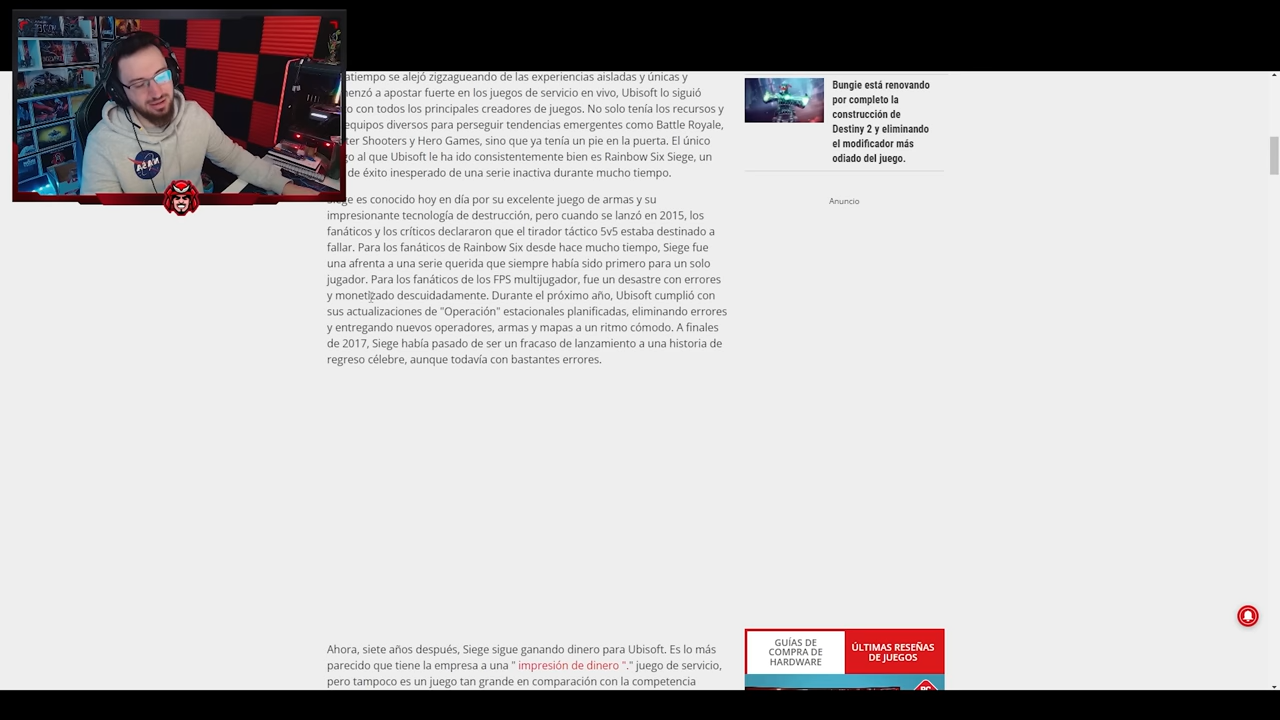 atiempo se alejó zigzagueando de las experiencias aisladas y únicas y
menzó a apostar fuerte en los juegos de servicio en vivo, Ubisoft lo siguió
con todos los principales creadores de juegos. No solo tenía los recursos y
equipos diversos para perseguir tendencias emergentes como Battle Royale,
ter Shooters y Hero Games, sino que ya tenía un pie en la puerta. El único
go al que Ubisoft le ha ido consistentemente bien es Rainbow Six Siege, un
de éxito inesperado de una serie inactiva durante mucho tiempo.
Siege es conocido hoy en día por su excelente juego de armas y su
impresionante tecnología de destrucción, pero cuando se lanzó en 2015, los
fanáticos y los críticos declararon que el tirador táctico 5v5 estaba destinado a
fallar. Para los fanáticos de Rainbow Six desde hace mucho tiempo, Siege fue
una afrenta a una serie querida que siempre había sido primero para un solo
jugador. Para los fanáticos de los FPS multijugador, fue un desastre con errores
y monetizado descuidadamente. Durante el próximo año, Ubisoft cumplió con
sus actualizaciones de "Operación" estacionales planificadas, eliminando errores
y entregando nuevos operadores, armas y mapas a un ritmo cómodo. A finales
de 2017, Siege había pasado de ser un fracaso de lanzamiento a una historia de
regreso célebre, aunque todavía con bastantes errores.
Ahora, siete años después, Siege sigue ganando dinero para Ubisoft. Es lo más
parecido que tiene la empresa a una " impresión de dinero "." juego de servicio,
pero tampoco es un juego tan grande en comparación con la competencia
Bungie está renovando
por completo la
construcción de
Destiny 2 y eliminando
el modificador más
odiado del juego.
Anuncio
GUÍAS DE
COMPRA DE
HARDWARE
ÚLTIMAS RESEÑAS
DE JUEGOS
PC